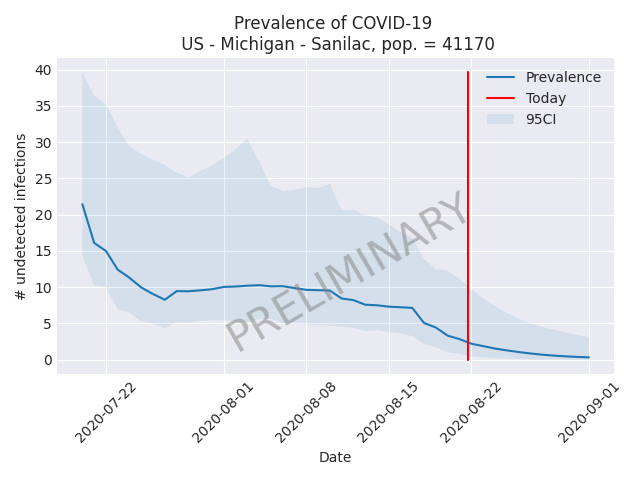 Prevalence of COVID-19
US - Michigan - Sanilac, pop. = 41170
# undetected infections
40
35
30
25
20
15
10
5
0
Prevalence
Today
95CI
PRELIMINARY
2020-07-22
2020-08-01
2020-08-08
2020-08-15
2020-08-22
2020-09-01
Date